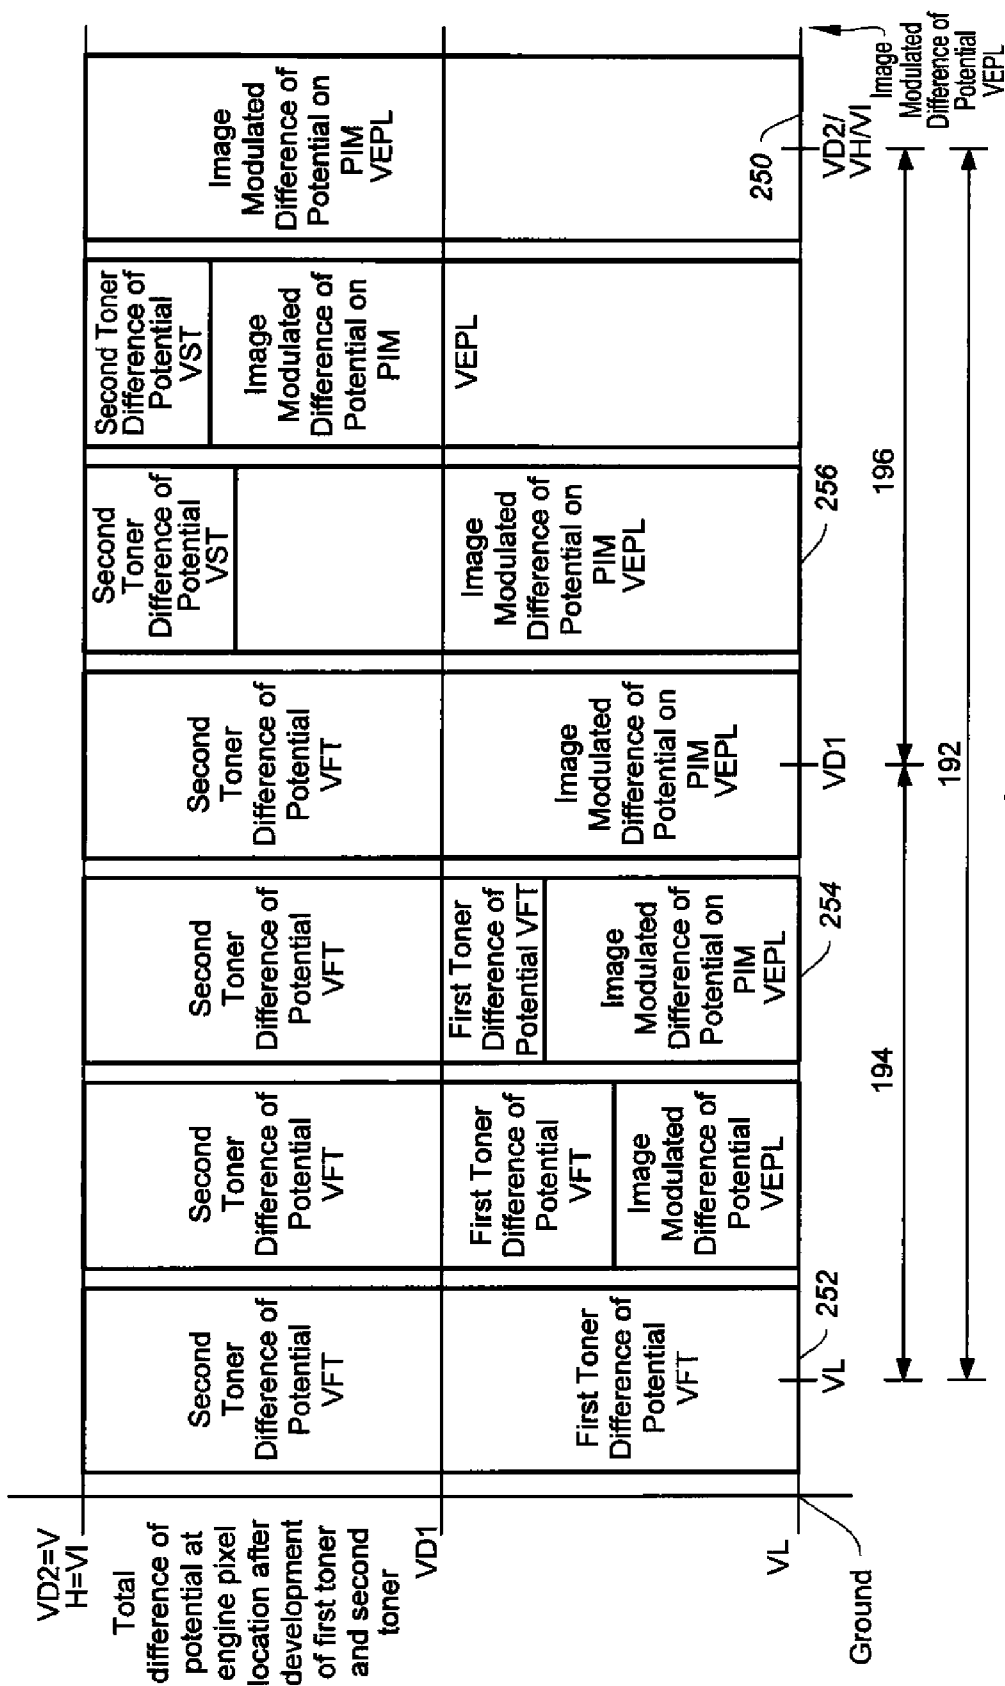 VD2=V
H=VI
Total
difference of
potential at
engine pixel
location after
development
of first toner
and second
toner
VD1
VL
Ground
Second
Toner
Difference of
Potential
VFT
First Toner
Difference of
Potential
VFT
Second
Toner
Difference of
Potential
VFT
First Toner
Difference of
Potential
VFT
Image
Modulated
Difference of
Potential
VEPL
Second
Toner
Difference of
Potential
VFT
First Toner
Difference of
Potential VFT
Image
Modulated
Difference of
Potential on
PIM
VEPL
Second
Toner
Difference of
Potential
VFT
Image
Modulated
Difference of
Potential on
PIM
VEPL
Second
Toner
Difference of
Potential
VST
Image
Modulated
Difference of
Potential on
PIM
VEPL
Second Toner
Difference of
Potential
VST
Image
Modulated
Difference of
Potential on
PIM
VEPL
Image
Modulated
Difference of
Potential on
PIM
VEPL
VL
252
254
VD1
256
250
VD2/
VH/VI
Image
Modulated
Difference of
Potential
VEPL
194
196
192